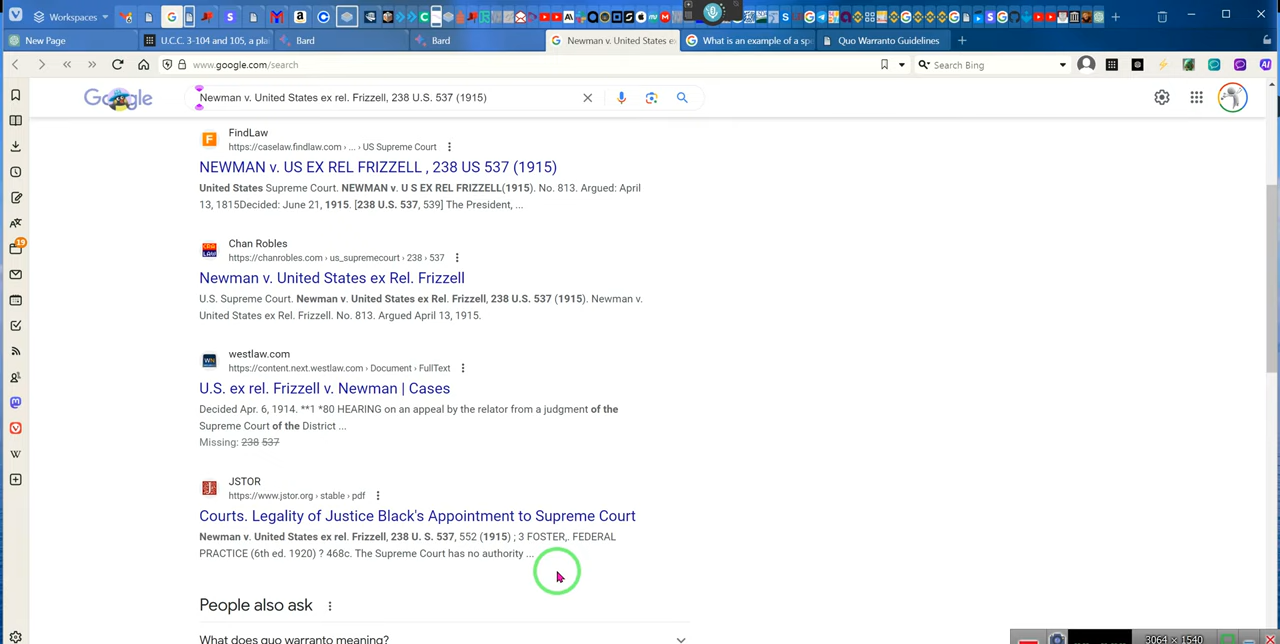 Workspaces
New Page
U.C.C. 3-104 and 105, a pla
Bard
Bard
Newman v. United States ex
What is an example of a spe
Quo Warranto Guidelines
www.google.com/search
Search Bing
Google
Newman v. United States ex rel. Frizzell, 238 U.S. 537 (1915)
FindLaw
https://caselaw.findlaw.com › ... › US Supreme Court
NEWMAN v. US EX REL FRIZZELL , 238 US 537 (1915)
United States Supreme Court. NEWMAN v. U S EX REL FRIZZELL(1915). No. 813. Argued: April
13, 1815Decided: June 21, 1915. [238 U.S. 537, 539] The President, ...
Chan Robles
https://chanrobles.com › us_supremecourt › 238 › 537
Newman v. United States ex Rel. Frizzell
U.S. Supreme Court. Newman v. United States ex Rel. Frizzell, 238 U.S. 537 (1915). Newman v.
United States ex Rel. Frizzell. No. 813. Argued April 13, 1915.
westlaw.com
https://content.next.westlaw.com › Document › FullText
U.S. ex rel. Frizzell v. Newman | Cases
Decided Apr. 6, 1914. **1 *80 HEARING on an appeal by the relator from a judgment of the
Supreme Court of the District ...
Missing: 238 537
JSTOR
https://www.jstor.org › stable › pdf
Courts. Legality of Justice Black's Appointment to Supreme Court
Newman v. United States ex rel. Frizzell, 238 U. S. 537, 552 (1915) ; 3 FOSTER,. FEDERAL
PRACTICE (6th ed. 1920) ? 468c. The Supreme Court has no authority ...
People also ask
What does quo warranto meaning?
19
3064 × 1540